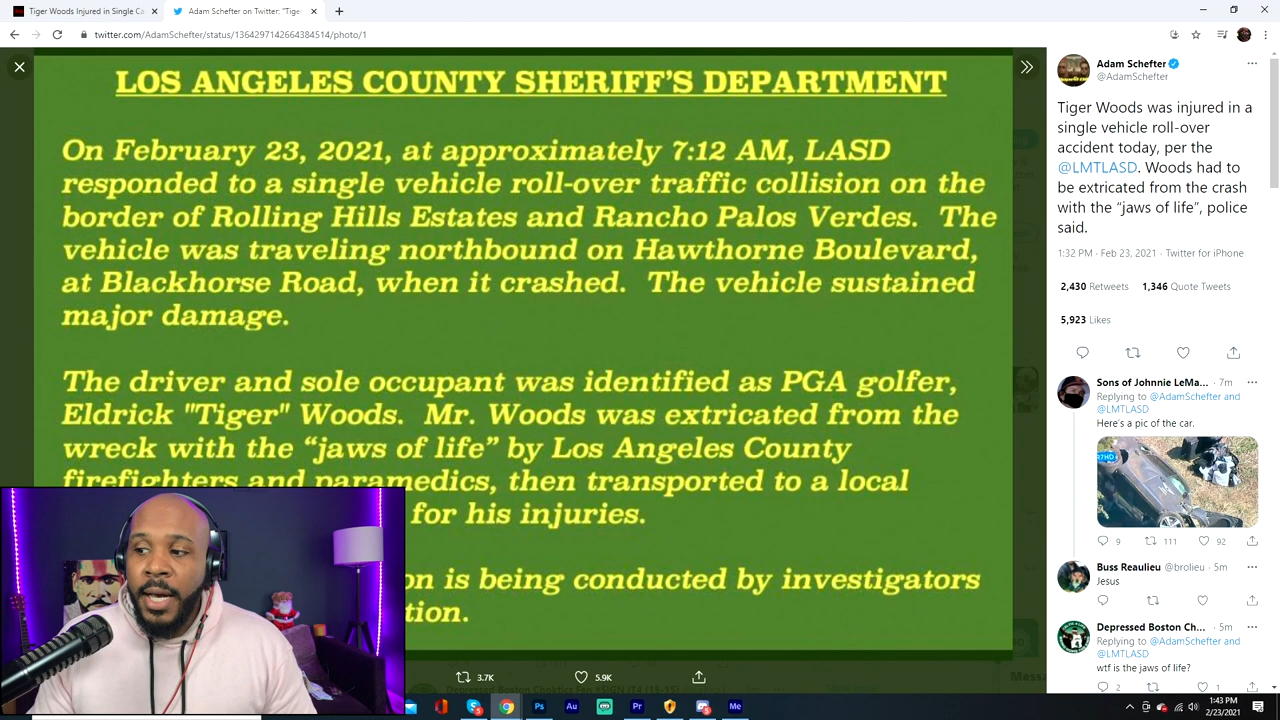 Tiger Woods Injured in Single Ca
Adam Schefter on Twitter: "Tige
twitter.com/AdamSchefter/status/1364297142664384514/photo/1
LOS ANGELES COUNTY SHERIFF'S DEPARTMENT
On February 23, 2021, at approximately 7:12 AM, LASD
responded to a single vehicle roll-over traffic collision on the
border of Rolling Hills Estates and Rancho Palos Verdes. The
vehicle was traveling northbound on Hawthorne Boulevard,
at Blackhorse Road, when it crashed. The vehicle sustained
major damage.
The driver and sole occupant was identified as PGA golfer,
Eldrick "Tiger" Woods. Mr. Woods was extricated from the
wreck with the “jaws of life” by Los Angeles County
firefighters and paramedics, then transported to a local
for his injuries.
on is being conducted by investigators
tion.
3.7K
5.9K
Adam Schefter
@AdamSchefter
Tiger Woods was injured in a
single vehicle roll-over
accident today, per the
@LMTLASD. Woods had to
be extricated from the crash
with the “jaws of life”, police
said.
1:32 PM · Feb 23, 2021 · Twitter for iPhone
2,430 Retweets 1,346 Quote Tweets
5,923 Likes
Sons of Johnnie LeMa... · 7m
Replying to @AdamSchefter and
@LMTLASD
Here's a pic of the car.
R7HD
9 111 92
Buss Reaulieu @brolieu · 5m
Jesus
Depressed Boston Ch... · 5m
Replying to @AdamSchefter and
@LMTLASD
wtf is the jaws of life?
2 1
Messa
Ps Au Pr Me
1:43 PM
2/23/2021